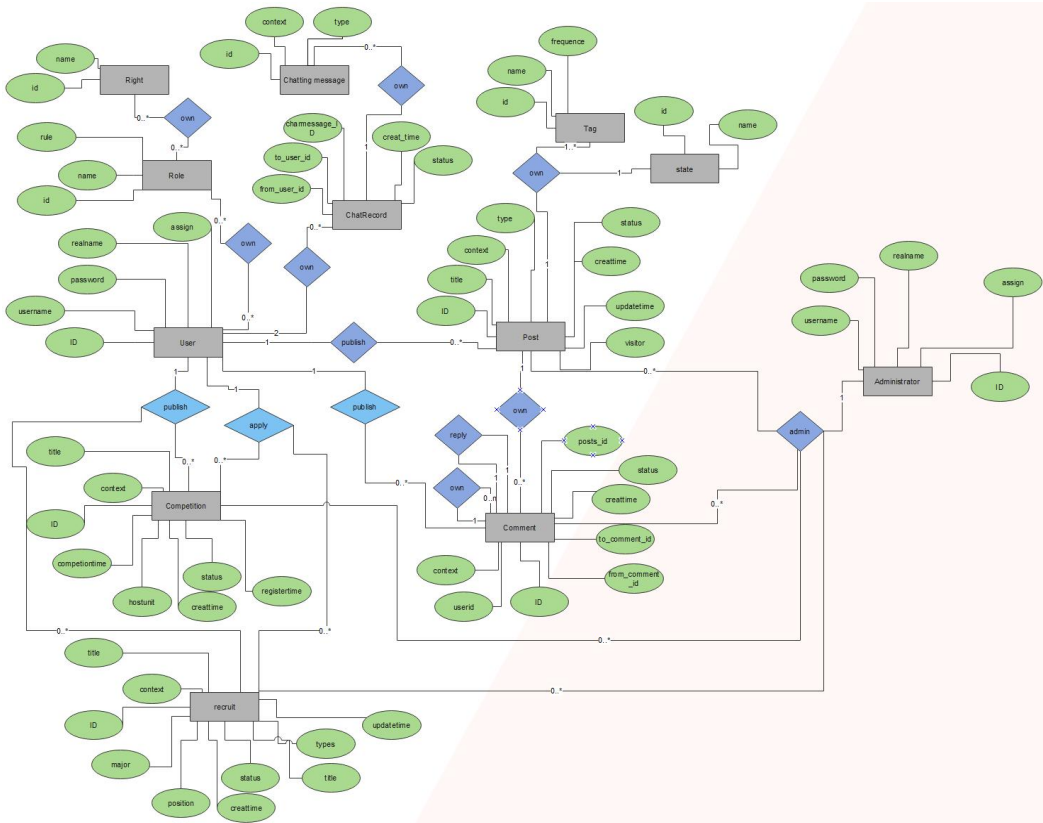 context
type
id
0..*
Chatting message
own
name
id
Right
0..*
own
0..*
rule
name
id
Role
0..*
frequence
name
id
Tag
1..*
own
1
id
name
state
1
charmessage_I
D
creat_time
to_user_id
status
from_user_id
1
ChatRecord
0..*
own
2
assign
realname
password
username
ID
User
own
0..*
1
publish
0..*
type
context
title
ID
1
status
creattime
updatetime
visitor
Post
0..*
1
password
realname
assign
username
ID
Administrator
1
admin
1
publish
1
apply
0..*
0..*
1
publish
0..*
own
0..*
reply
1
1
own
0..n
1
posts_id
status
creattime
to_comment_id
from_comment
_id
ID
userid
context
Comment
0..*
title
context
ID
competiontime
hostunit
creattime
status
registertime
Competition
0..*
0..*
0..*
0..*
title
context
ID
major
position
creattime
status
title
types
updatetime
recruit